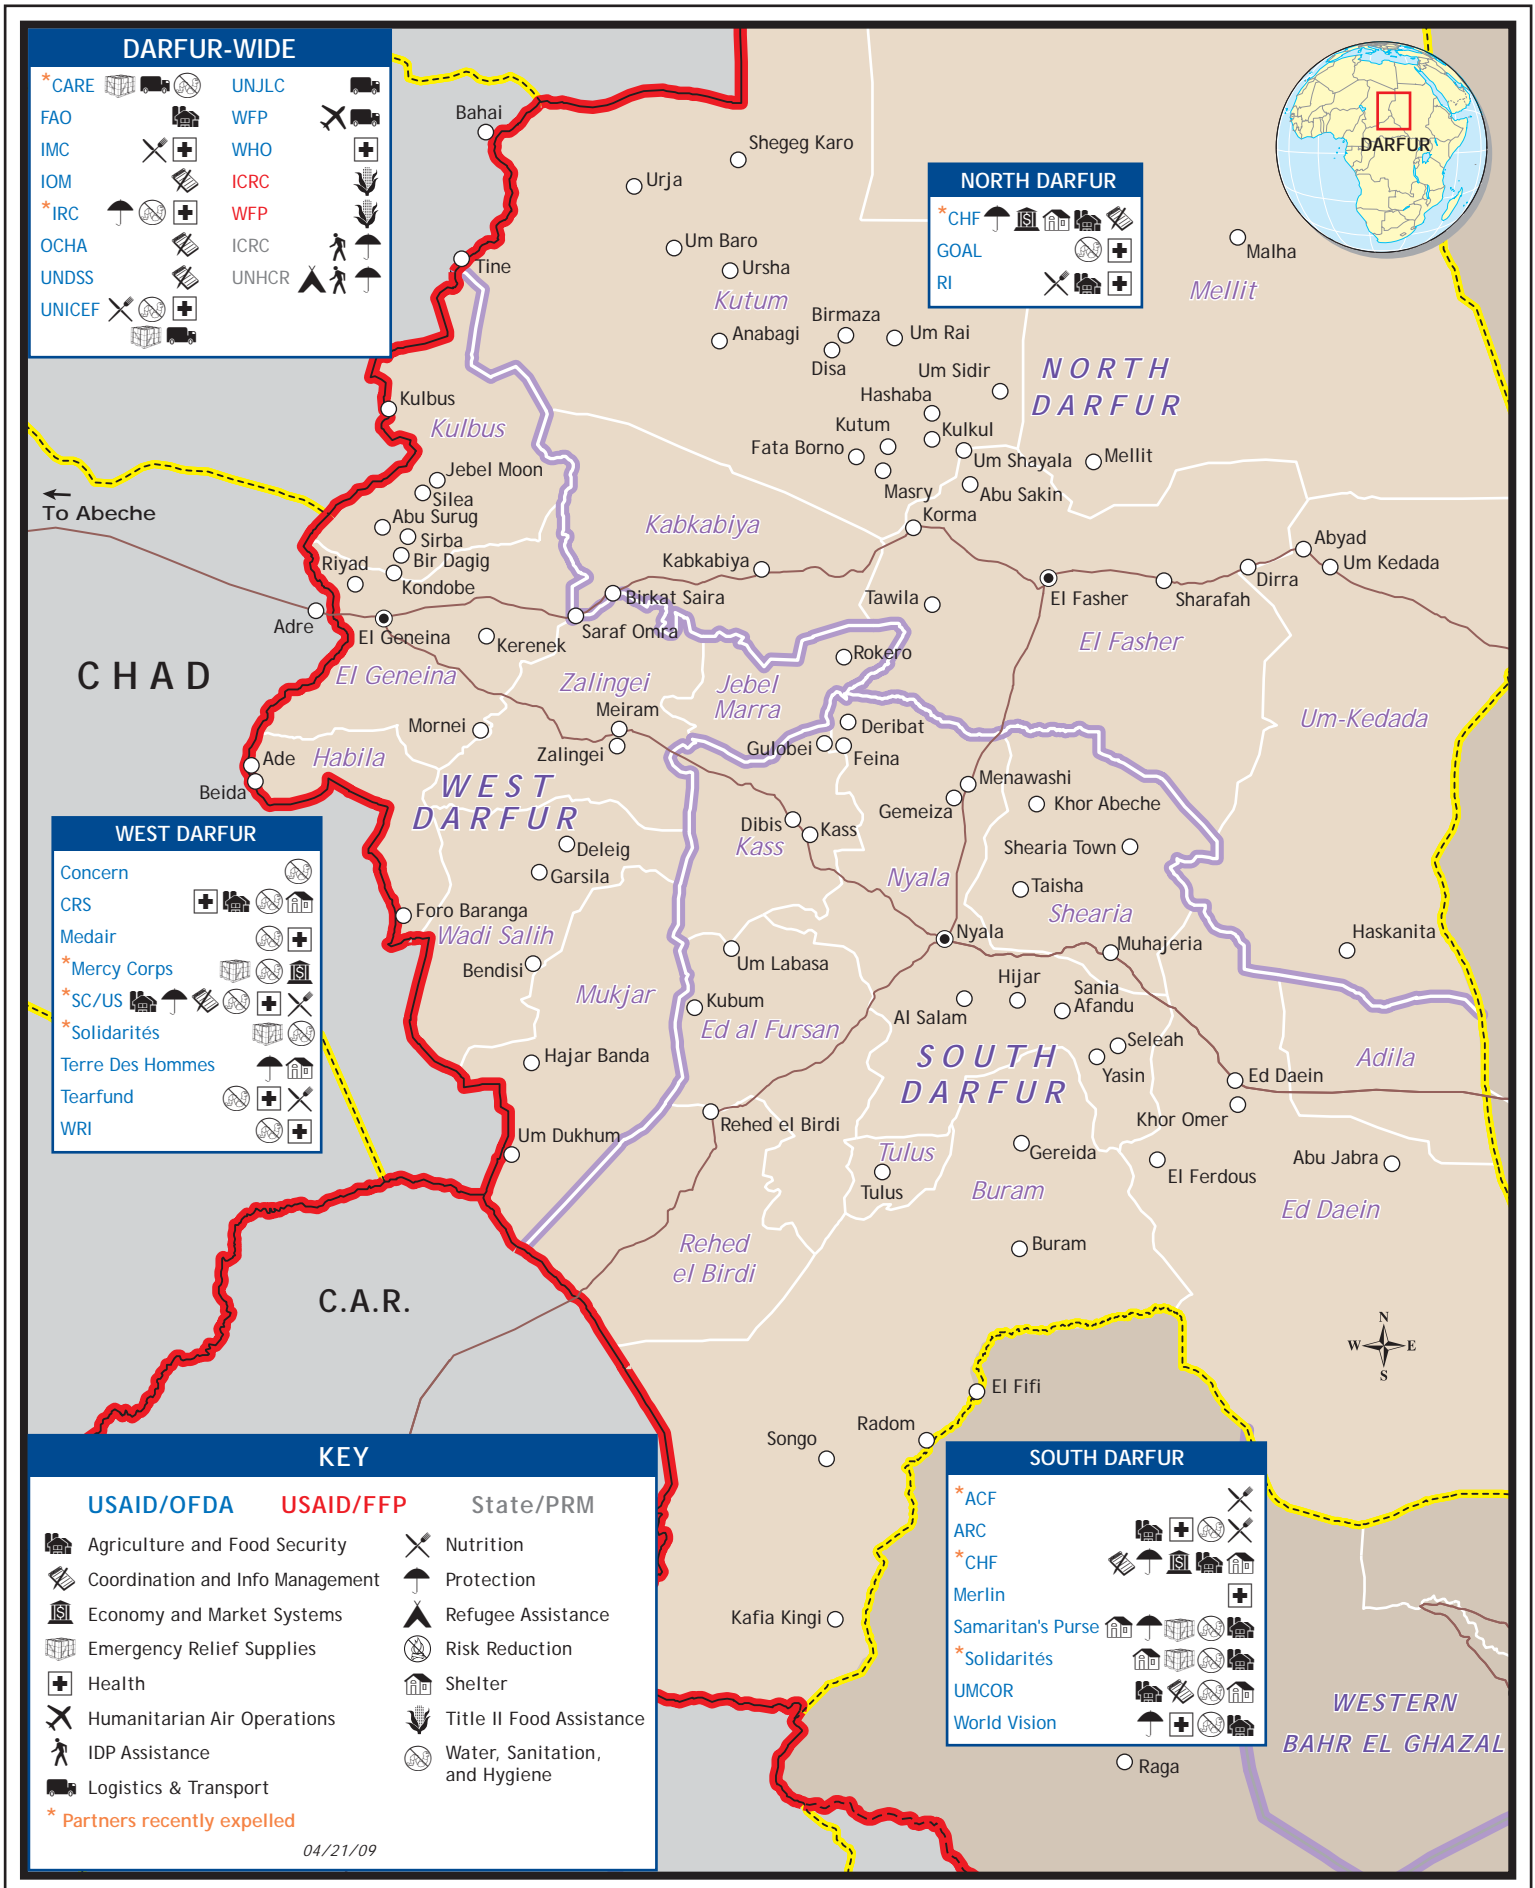 DARFUR-WIDE
*CARE
FAO
IMC
IOM
*IRC
OCHA
UNDSS
UNICEF
UNJLC
WFP
WHO
ICRC
WFP
ICRC
UNHCR
DARFUR
NORTH DARFUR
*CHF
GOAL
RI
Bahai
Shegeg Karo
Urja
Um Baro
Ursha
Malha
Tine
Kutum
Mellit
Anabagi
Birmaza
Um Rai
Disa
Um Sidir
NORTH
DARFUR
Hashaba
Kulbus
Kulbus
Kutum
Kulkul
Fata Borno
Um Shayala
Mellit
Masry
Abu Sakin
Jebel Moon
Silea
To Abeche
Abu Surug
Sirba
Bir Dagig
Riyad
Kondobe
Kabkabiya
Kabkabiya
Korma
Abyad
Um Kedada
Dirra
Sharafah
El Fasher
Tawila
Birkat Saira
Saraf Omra
Adre
El Geneina
Kerenek
El Fasher
Rokero
CHAD
El Geneina
Zalingei
Jebel
Marra
Meiram
Mornei
Zalingei
Deribat
Gulobei
Feina
Um-Kedada
Ade
Habila
Beida
WEST
DARFUR
Menawashi
Gemeiza
Khor Abeche
Dibis
Kass
Kass
Shearia Town
Deleig
Garsila
Nyala
Taisha
Shearia
WEST DARFUR
Concern
CRS
Medair
*Mercy Corps
*SC/US
*Solidarités
Terre Des Hommes
Tearfund
WRI
Foro Baranga
Wadi Salih
Bendisi
Mukjar
Um Labasa
Kubum
Ed al Fursan
Nyala
Muhajeria
Haskanita
Hijar
Al Salam
Sania
Afandu
Seleah
Yasin
Hajar Banda
SOUTH
DARFUR
Adila
Ed Daein
Khor Omer
Rehed el Birdi
Um Dukhum
Tulus
Tulus
Gereida
El Ferdous
Abu Jabra
Buram
Ed Daein
Buram
Rehed
el Birdi
C.A.R.
N
W
E
S
El Fifi
Radom
Songo
Kafia Kingi
KEY
USAID/OFDA
USAID/FFP
State/PRM
Agriculture and Food Security
Coordination and Info Management
Economy and Market Systems
Emergency Relief Supplies
Health
Humanitarian Air Operations
IDP Assistance
Logistics & Transport
Nutrition
Protection
Refugee Assistance
Risk Reduction
Shelter
Title II Food Assistance
Water, Sanitation,
and Hygiene
* Partners recently expelled
04/21/09
SOUTH DARFUR
*ACF
ARC
*CHF
Merlin
Samaritan's Purse
*Solidarités
UMCOR
World Vision
Raga
WESTERN
BAHR EL GHAZAL